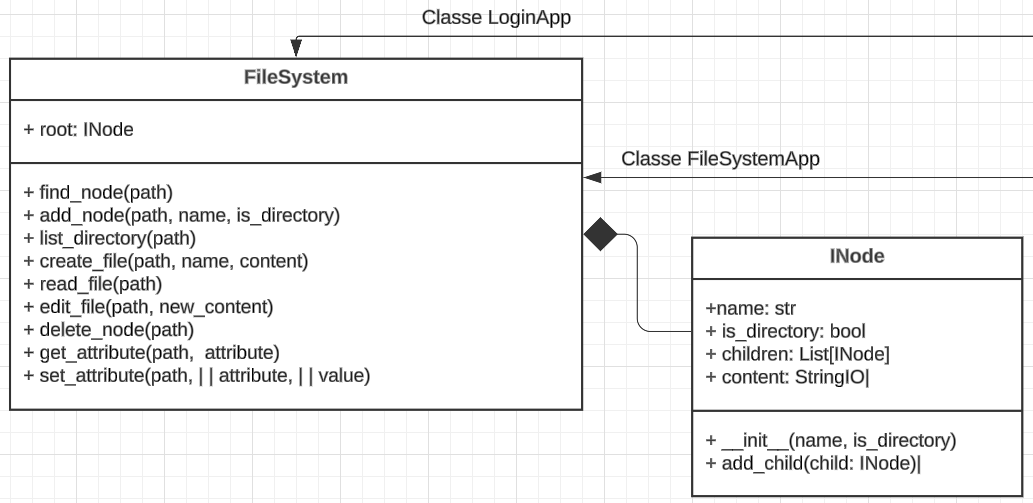 Classe LoginApp
FileSystem
+ root: INode
Classe FileSystemApp
+ find_node(path)
+ add_node(path, name, is_directory)
+ list_directory(path)
+ create_file(path, name, content)
+ read_file(path)
+ edit_file(path, new_content)
+ delete_node(path)
+ get_attribute(path,  attribute)
+ set_attribute(path, | | attribute, | | value)
INode
+name: str
+ is_directory: bool
+ children: List[INode]
+ content: StringIO|
+ __init__(name, is_directory)
+ add_child(child: INode)|